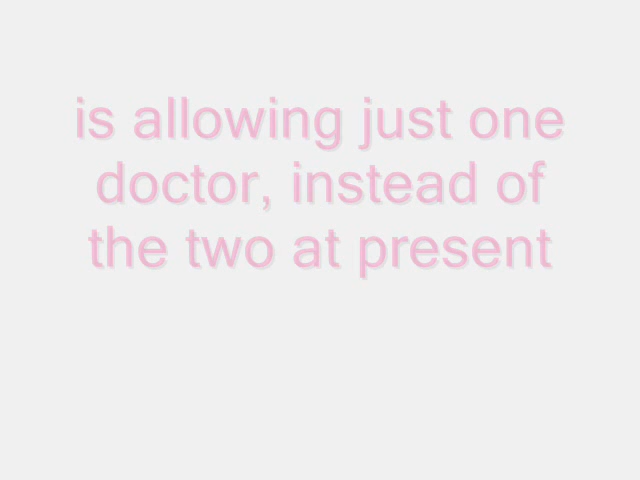 is allowing just one
doctor, instead of
the two at present